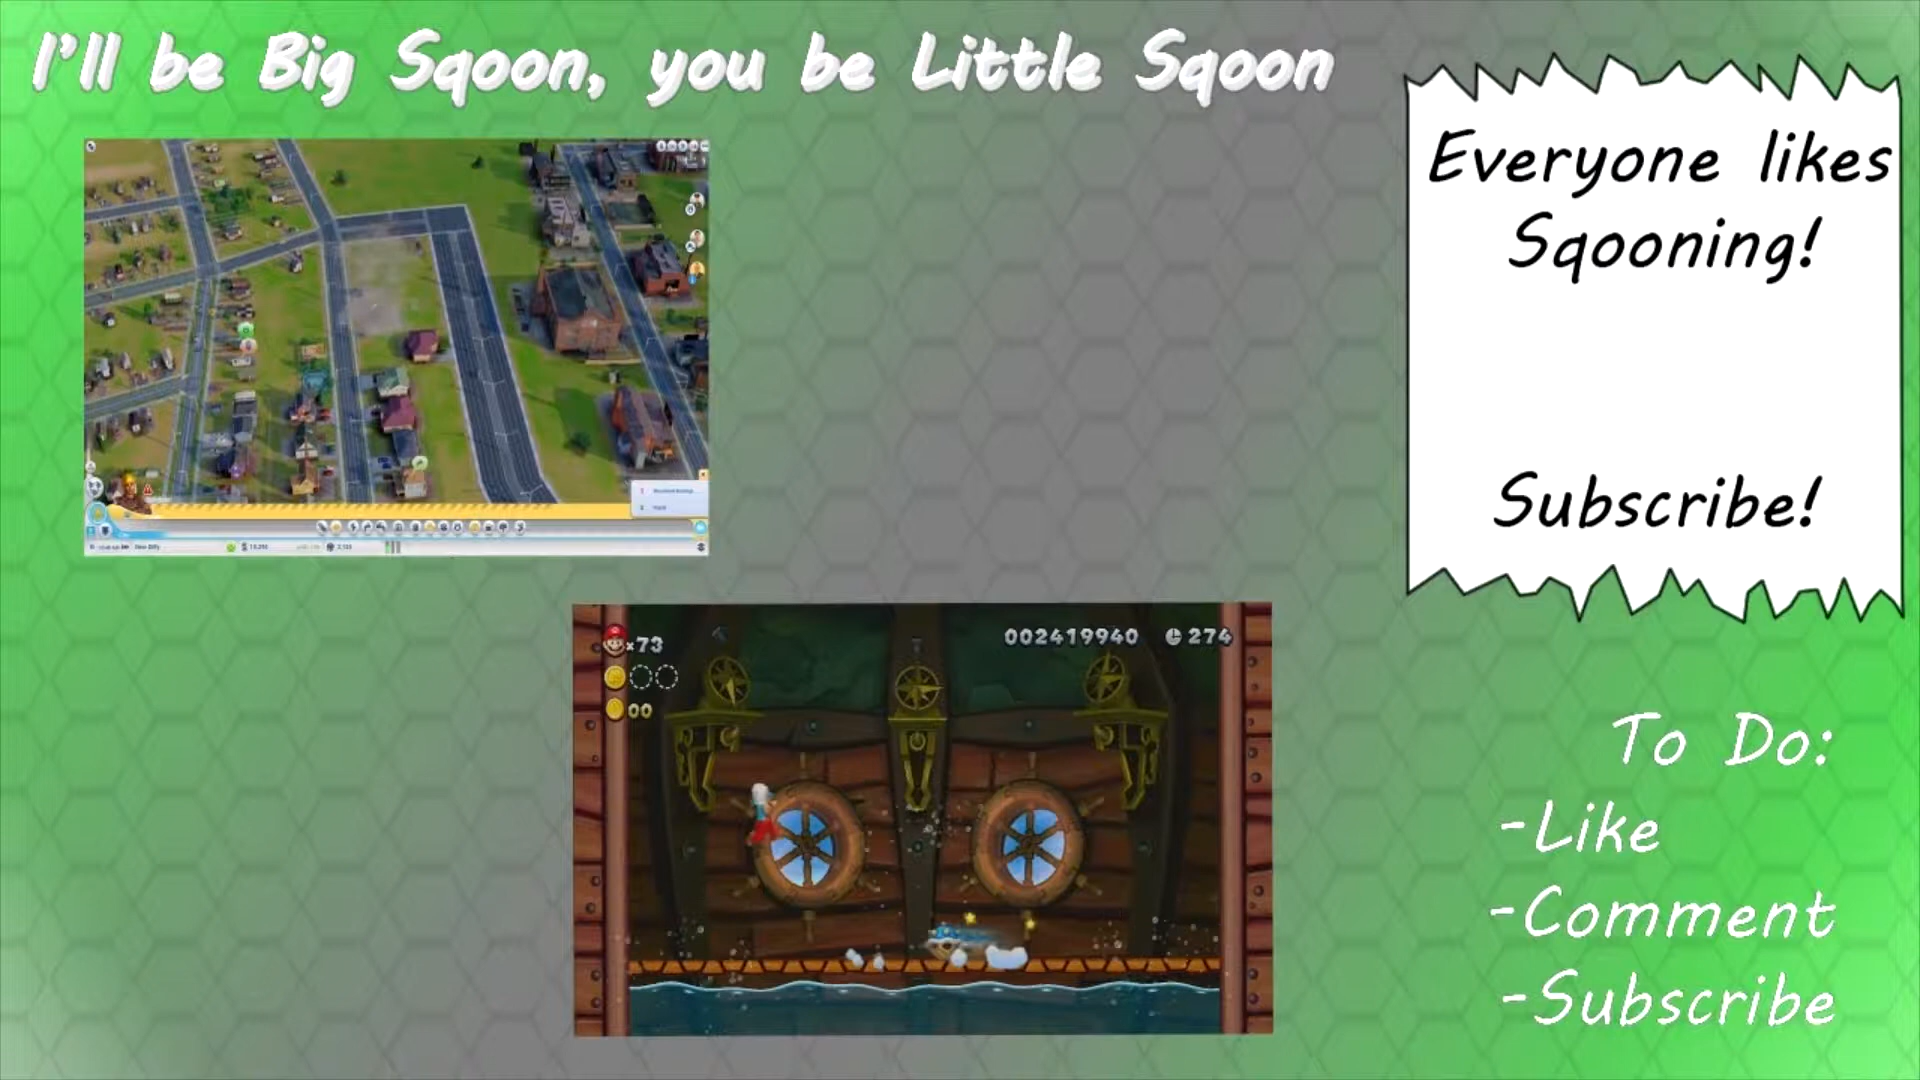 I'll be Big Sqoon, you be Little Sqoon
Everyone likes
Sqooning!
Subscribe!
×73
002419940 274
00
To Do:
-Like
-Comment
-Subscribe